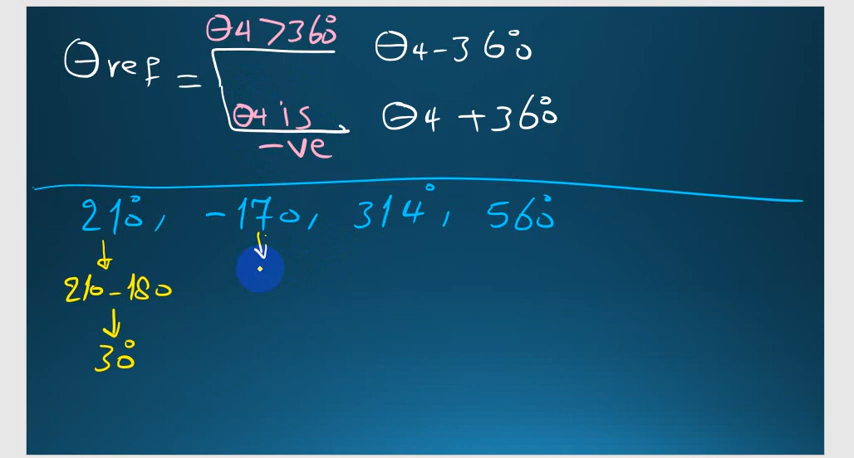 θ4 > 360°
θref = θ4 - 360°
θ4 is -ve θ4 + 360°
210°, -170, 314°, 560°
210 - 180
30°